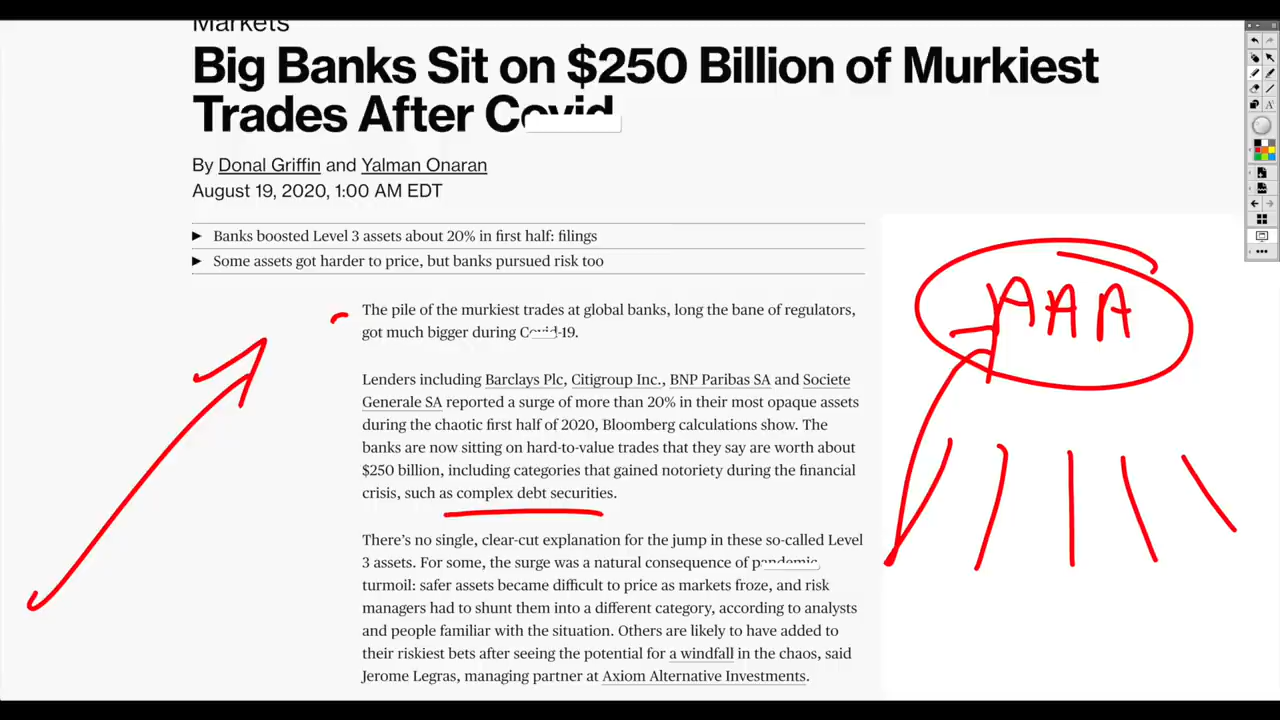 Markets
Big Banks Sit on $250 Billion of Murkiest
Trades After Covid
By Donal Griffin and Yalman Onaran
August 19, 2020, 1:00 AM EDT
► Banks boosted Level 3 assets about 20% in first half: filings
► Some assets got harder to price, but banks pursued risk too
The pile of the murkiest trades at global banks, long the bane of regulators,
got much bigger during Covid-19.
Lenders including Barclays Plc, Citigroup Inc., BNP Paribas SA and Societe
Generale SA reported a surge of more than 20% in their most opaque assets
during the chaotic first half of 2020, Bloomberg calculations show. The
banks are now sitting on hard-to-value trades that they say are worth about
$250 billion, including categories that gained notoriety during the financial
crisis, such as complex debt securities.
There's no single, clear-cut explanation for the jump in these so-called Level
3 assets. For some, the surge was a natural consequence of pandemic
turmoil: safer assets became difficult to price as markets froze, and risk
managers had to shunt them into a different category, according to analysts
and people familiar with the situation. Others are likely to have added to
their riskiest bets after seeing the potential for a windfall in the chaos, said
Jerome Legras, managing partner at Axiom Alternative Investments.
AAA